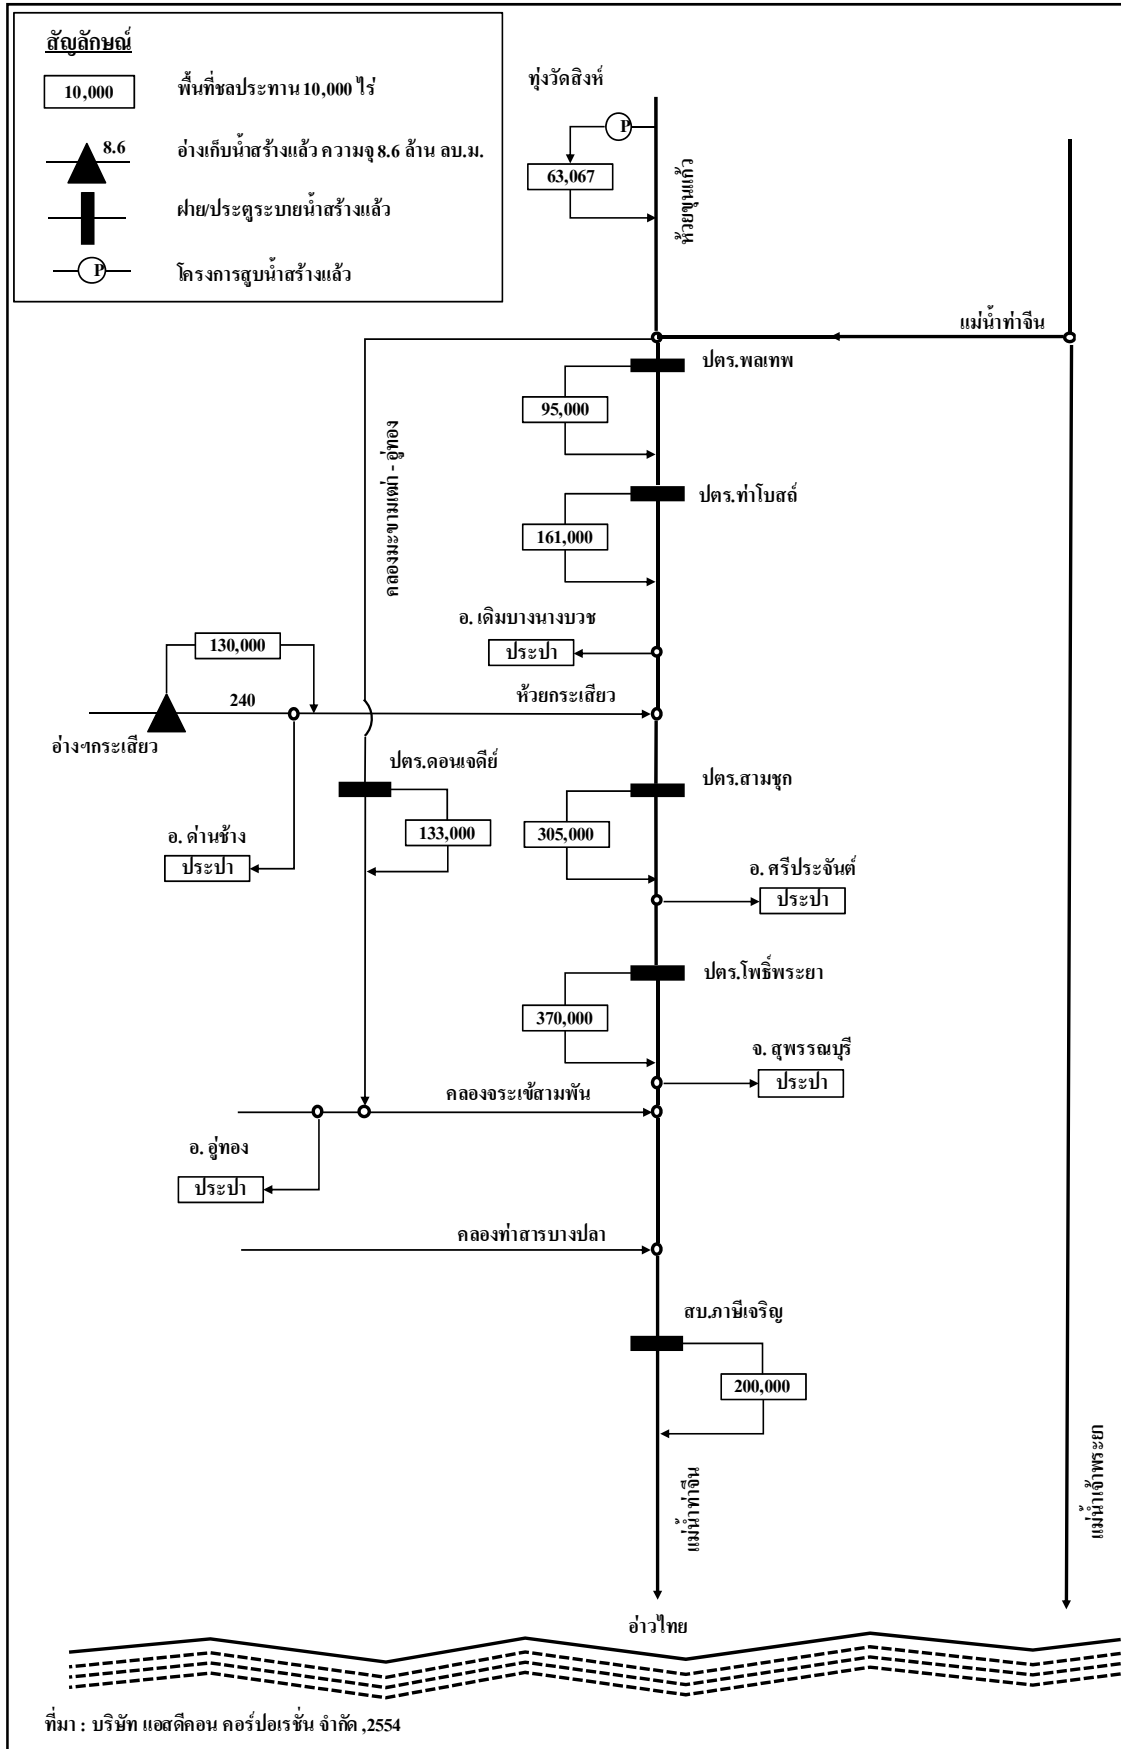 สัญลักษณ์
10,000
พื้นที่ชลประทาน 10,000 ไร่
8.6
อ่างเก็บน้ำสร้างแล้ว ความจุ 8.6 ล้าน ลบ.ม.
ฝาย/ประตูระบายน้ำสร้างแล้ว
P
โครงการสูบน้ำสร้างแล้ว
ทุ่งวัดสิงห์
P
63,067
ห้วยขุนแก้ว
แม่น้ำท่าจีน
ปตร.พลเทพ
95,000
คลองมะขามเฒ่า - อู่ทอง
ปตร.ท่าโบสถ์
161,000
อ. เดิมบางนางบวช
ประปา
130,000
240
ห้วยกระเสียว
อ่างฯกระเสียว
ปตร.ดอนเจดีย์
133,000
ปตร.สามชุก
305,000
อ. ด่านช้าง
ประปา
อ. ศรีประจันต์
ประปา
ปตร.โพธิ์พระยา
370,000
จ. สุพรรณบุรี
ประปา
คลองจระเข้สามพัน
อ. อู่ทอง
ประปา
คลองท่าสารบางปลา
สบ.ภาษีเจริญ
200,000
แม่น้ำท่าจีน
แม่น้ำเจ้าพระยา
อ่าวไทย
ที่มา : บริษัท แอสดีคอน คอร์ปอเรชั่น จำกัด ,2554